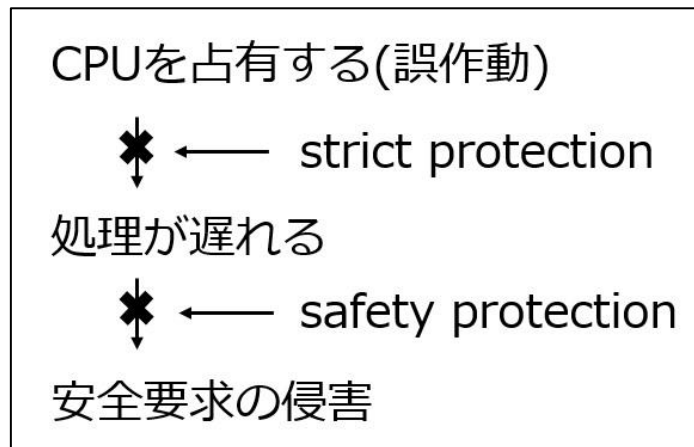 CPUを占有する(誤作動)
strict protection
処理が遅れる
safety protection
安全要求の侵害